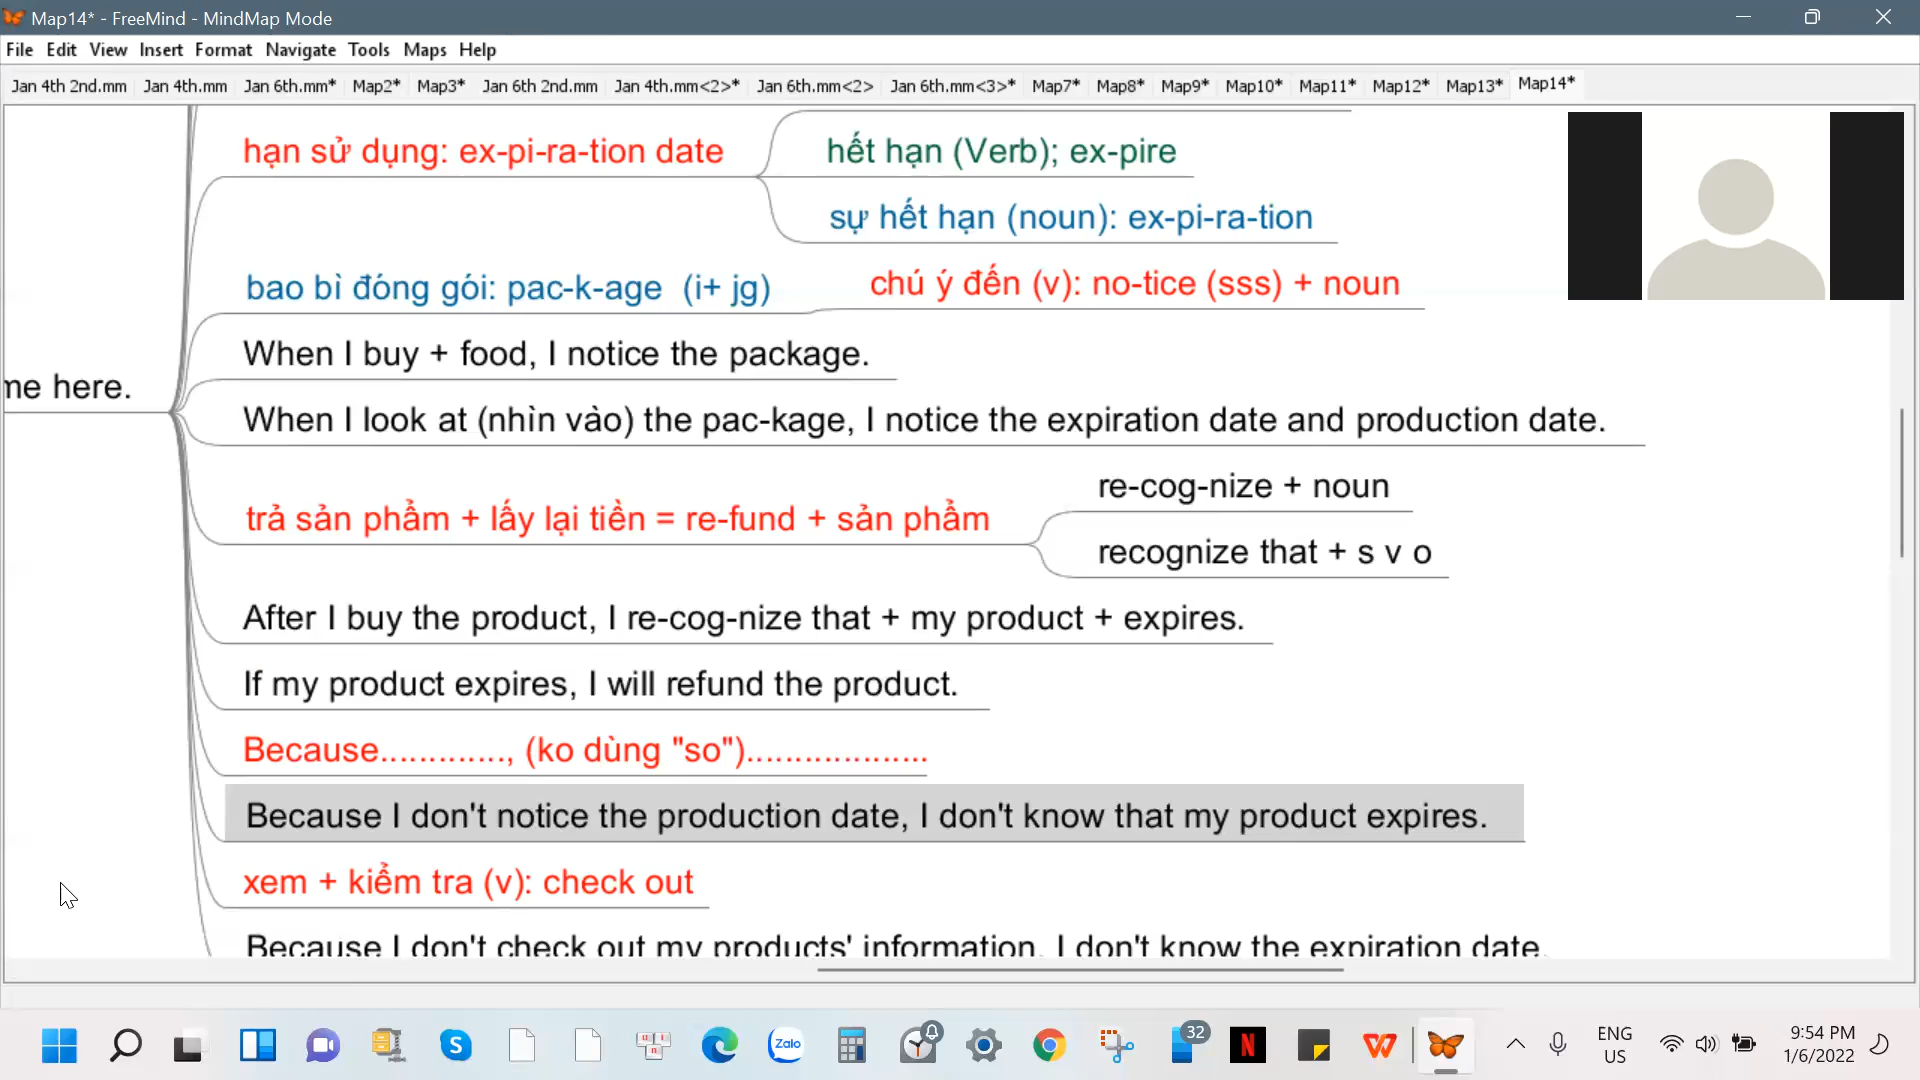 Map14* - FreeMind - MindMap Mode
File Edit View Insert Format Navigate Tools Maps Help
Jan 4th 2nd.mm Jan 4th.mm Jan 6th.mm* Map2* Map3* Jan 6th 2nd.mm Jan 4th.mm<2>* Jan 6th.mm<2> Jan 6th.mm<3>* Map7* Map8* Map9* Map10* Map11* Map12* Map13* Map14*
hạn sử dụng: ex-pi-ra-tion date
hết hạn (Verb); ex-pire
sự hết hạn (noun): ex-pi-ra-tion
bao bì đóng gói: pac-k-age (i+ jg)
chú ý đến (v): no-tice (sss) + noun
When I buy + food, I notice the package.
me here.
When I look at (nhìn vào) the pac-kage, I notice the expiration date and production date.
trả sản phẩm + lấy lại tiền = re-fund + sản phẩm
re-cog-nize + noun
recognize that + s v o
After I buy the product, I re-cog-nize that + my product + expires.
If my product expires, I will refund the product.
Because............., (ko dùng "so")...................
Because I don't notice the production date, I don't know that my product expires.
xem + kiểm tra (v): check out
Because I don't check out my products' information, I don't know the expiration date.
Zalo
32
N
ENG
US
9:54 PM
1/6/2022